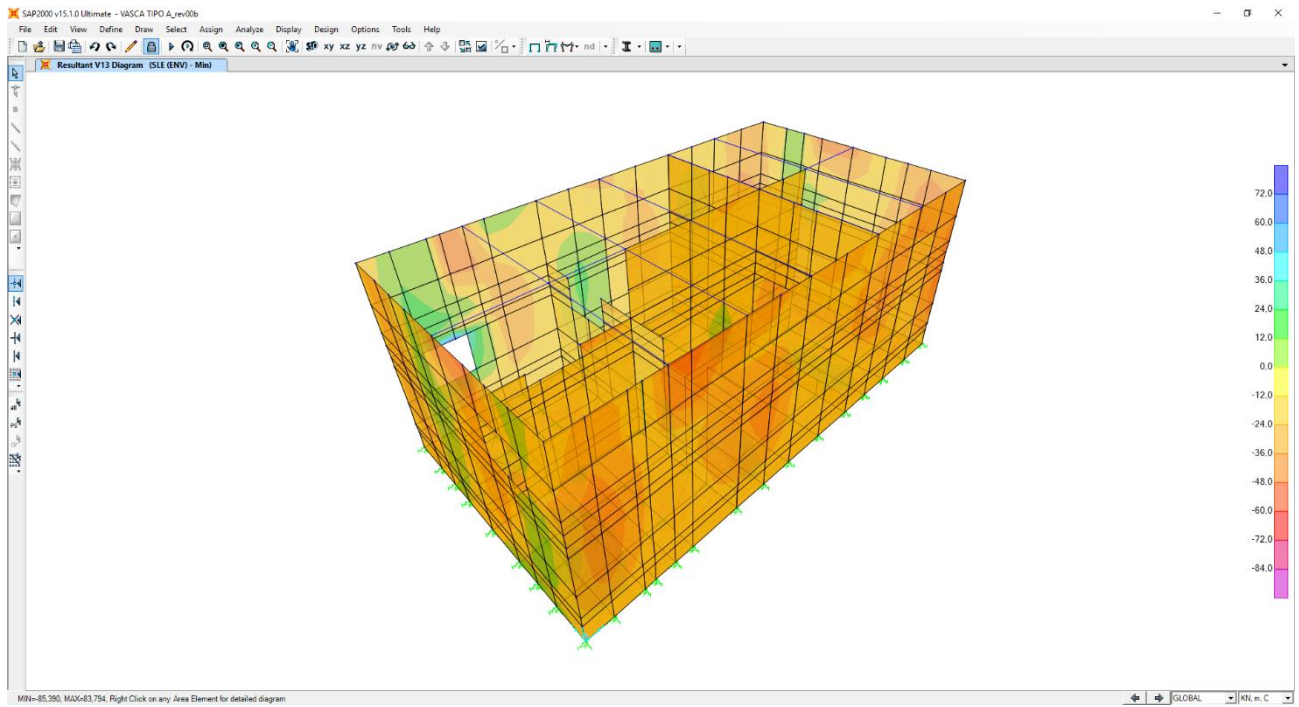 SAP2000 v15.1.0 Ultimate - VASCA TIPO A_rev00b
File Edit View Define Draw Select Assign Analyze Display Design Options Tools Help
xy xz yz nv nd
Resultant V13 Diagram (SLE (ENV) - Min)
72.0
60.0
48.0
36.0
24.0
12.0
0.0
-12.0
-24.0
-36.0
-48.0
-60.0
-72.0
-84.0
all
MIN=-85,390, MAX=83,794, Right Click on any Area Element for detailed diagram
GLOBAL
KN, m, C